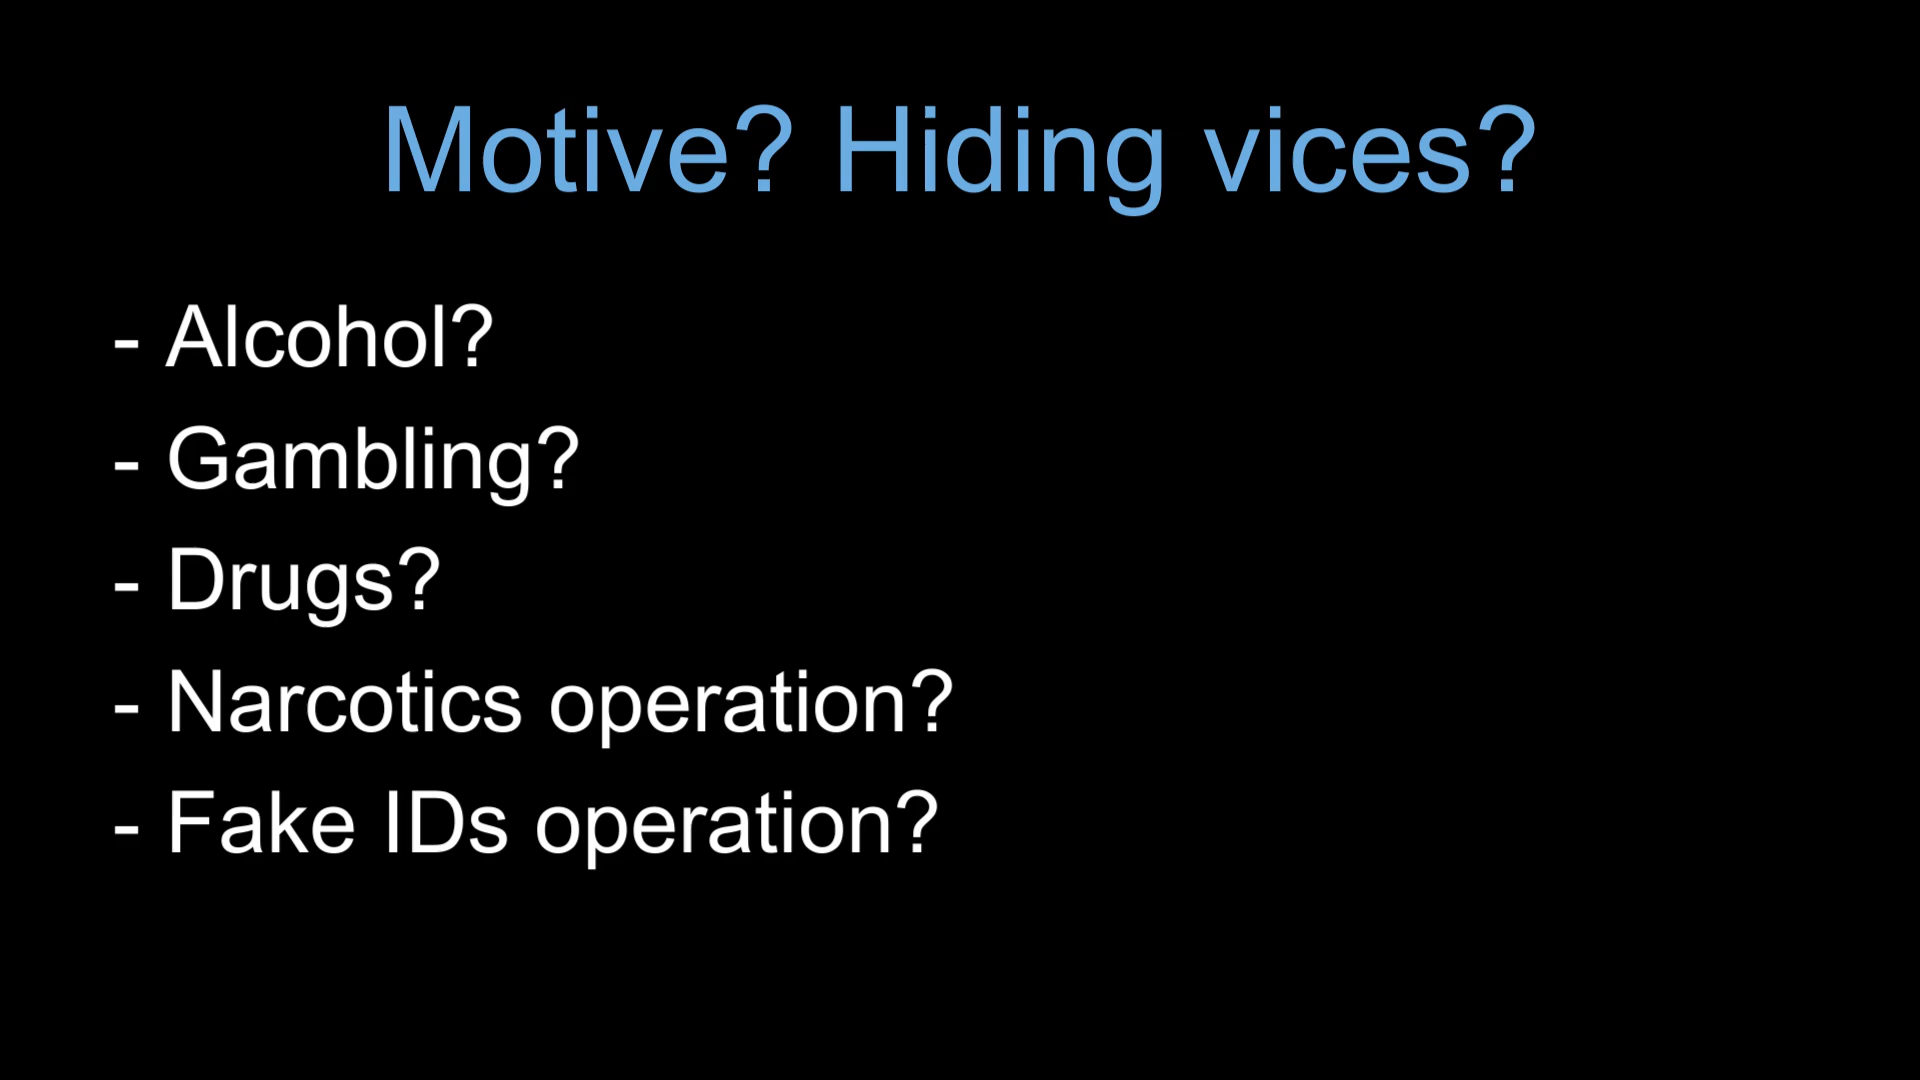 Motive? Hiding vices?
- Alcohol?
- Gambling?
- Drugs?
- Narcotics operation?
- Fake IDs operation?